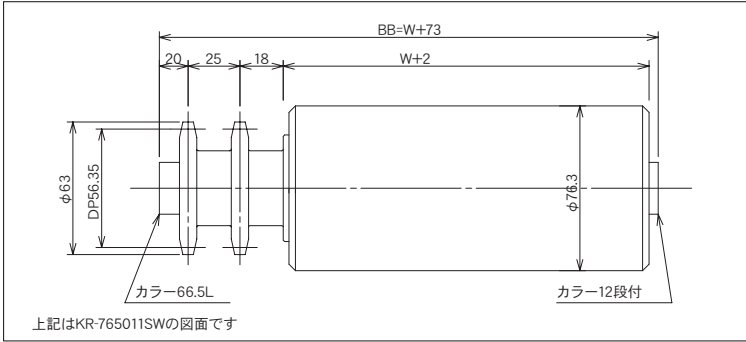 BB=W+73
20 25 18 W+2
φ63
DP56.35
φ76.3
カラー66.5L
カラー12段付
上記はKR-765011SWの図面です